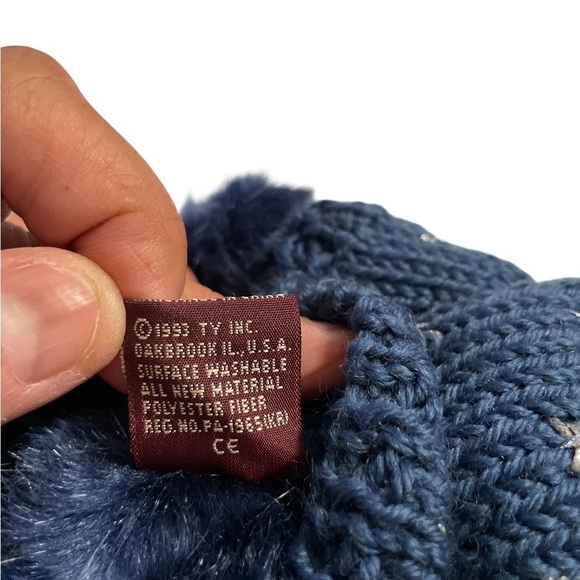 ©1993 TY INC.
OAKBROOK IL., U.S.A.
SURFACE WASHABLE
ALL NEW MATERIAL
POLYESTER FIBER
REG.NO.PA-1965(KR)
CE